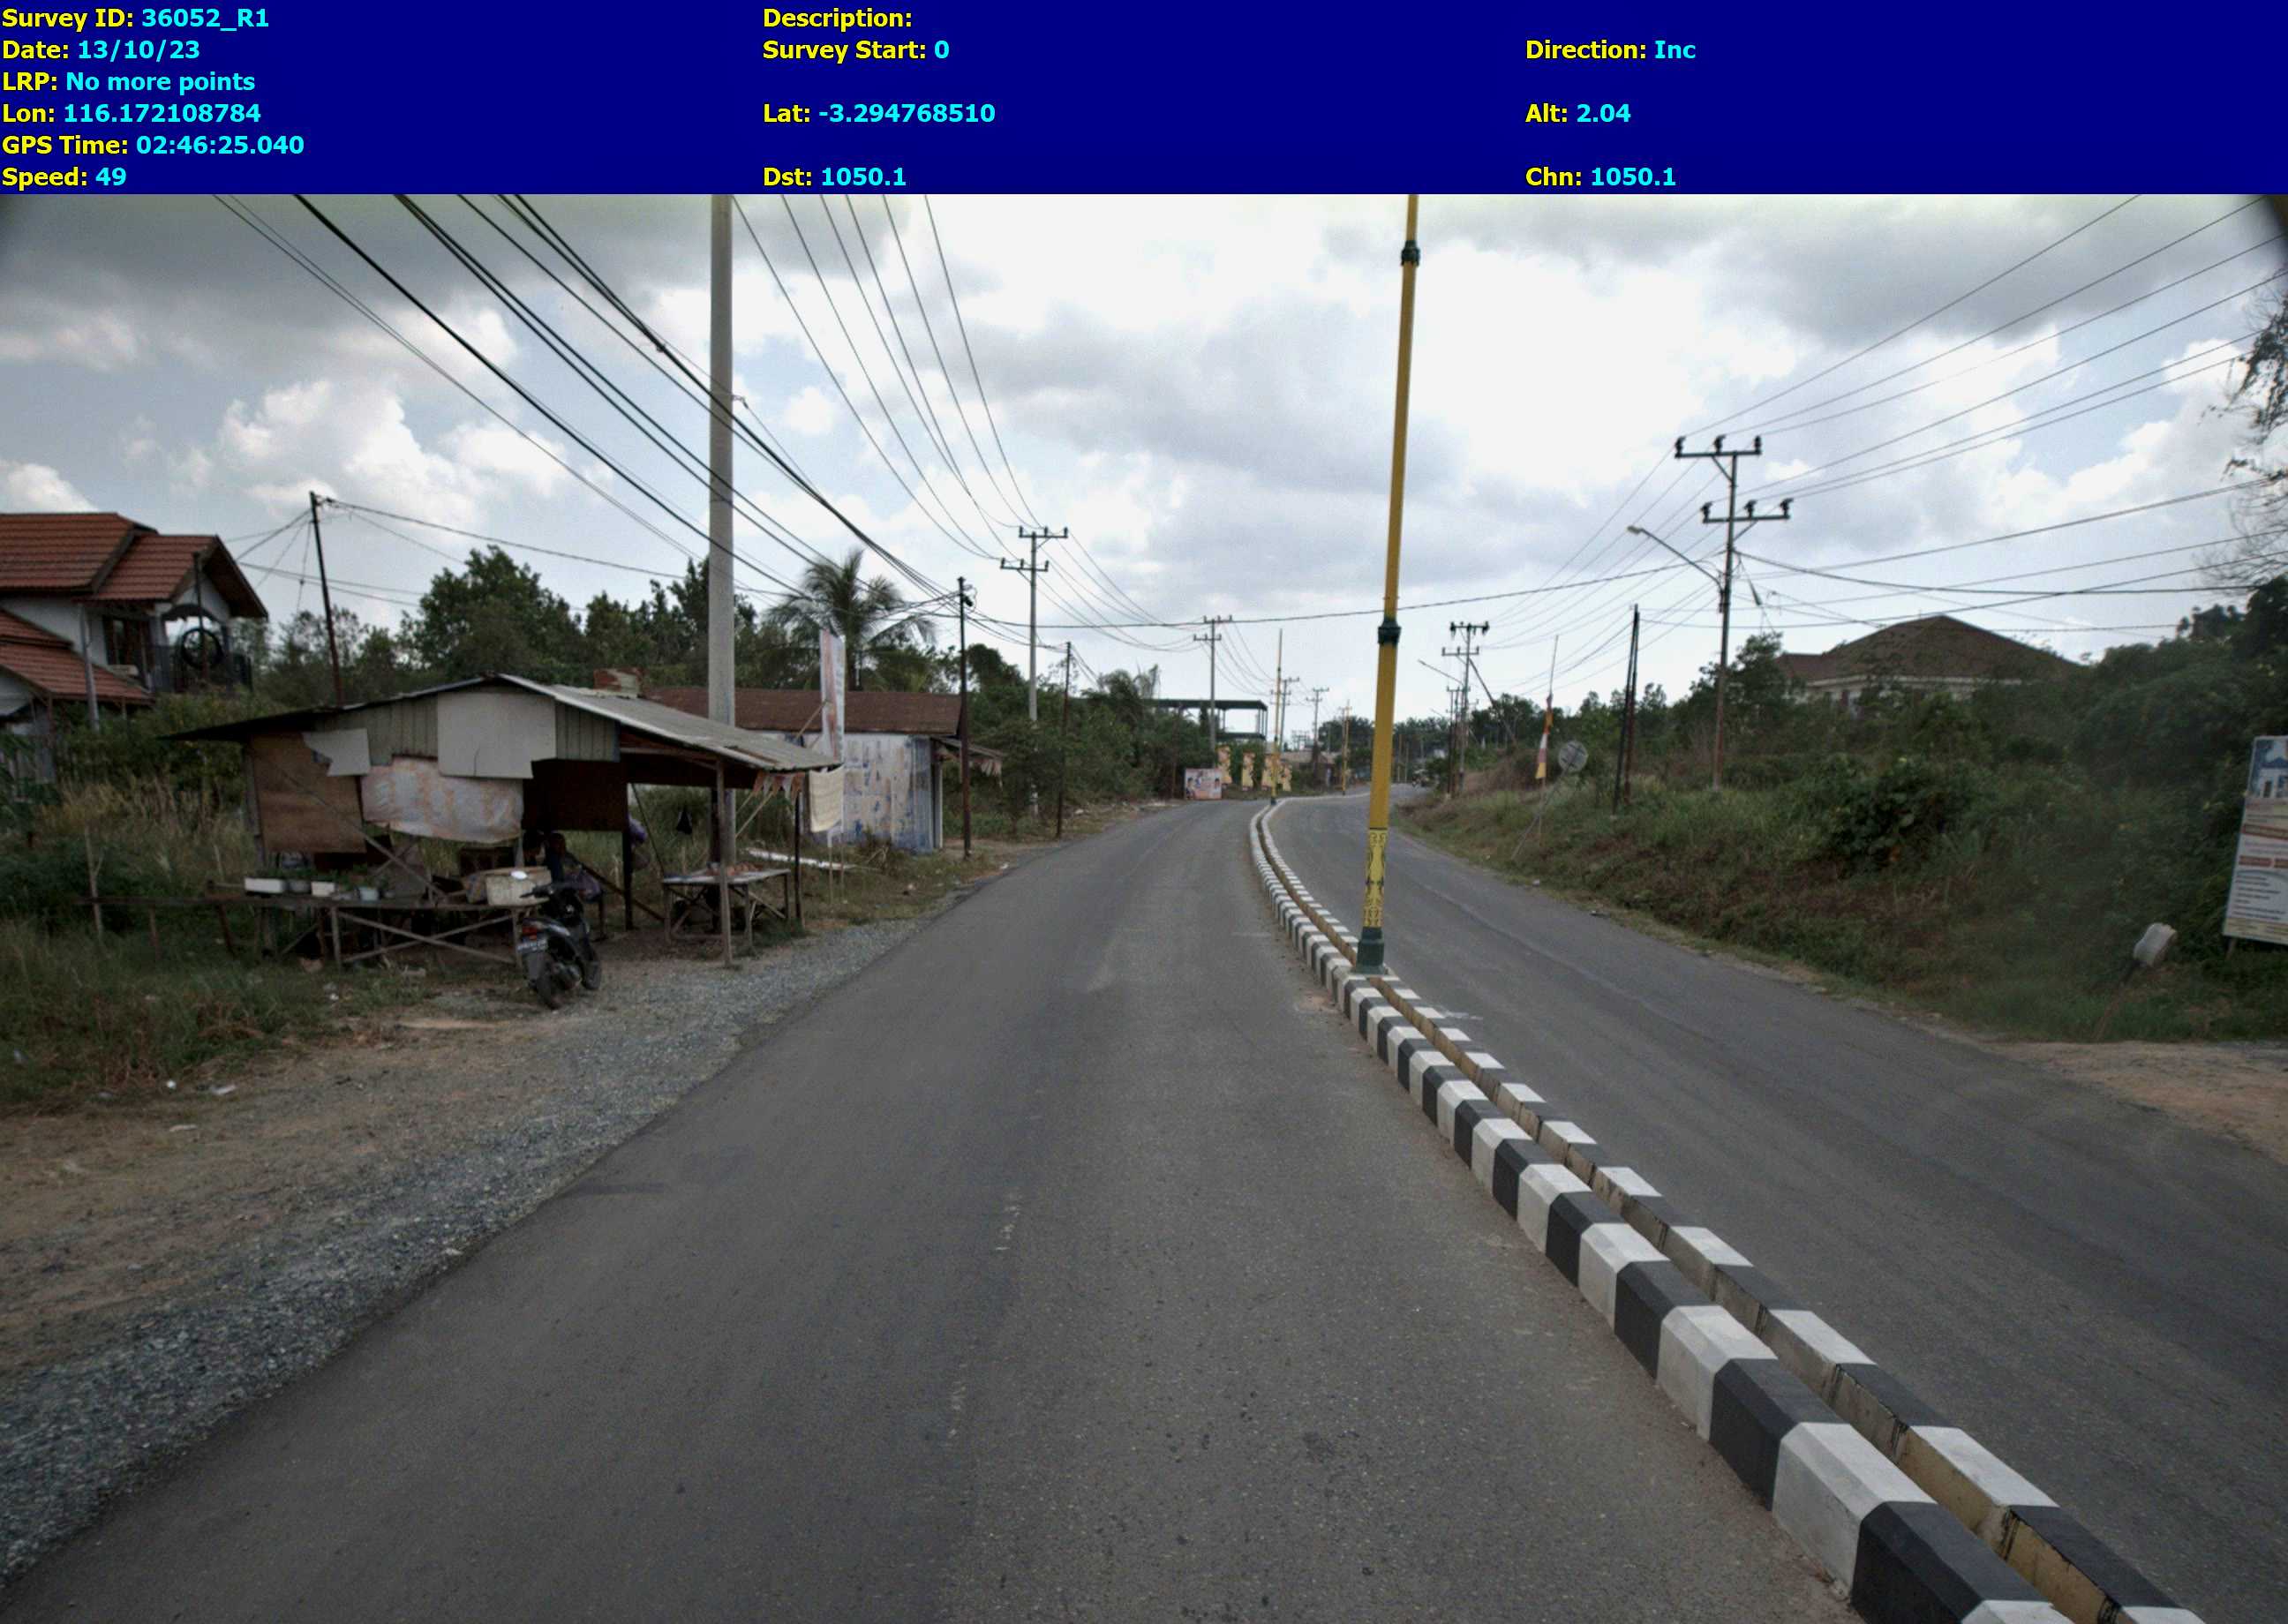 Survey ID: 36052_R1
Description:
Date: 13/10/23
Survey Start: 0
Direction: Inc
LRP: No more points
Lon: 116.172108784
Lat: -3.294768510
Alt: 2.04
GPS Time: 02:46:25.040
Speed: 49
Dst: 1050.1
Chn: 1050.1